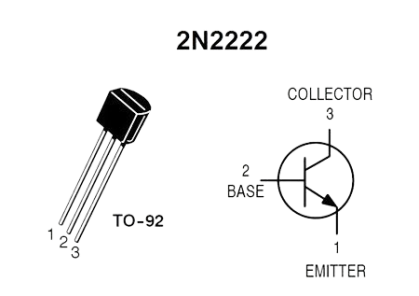 2N2222
COLLECTOR
3
2
BASE
1
2
3
TO-92
1
EMITTER